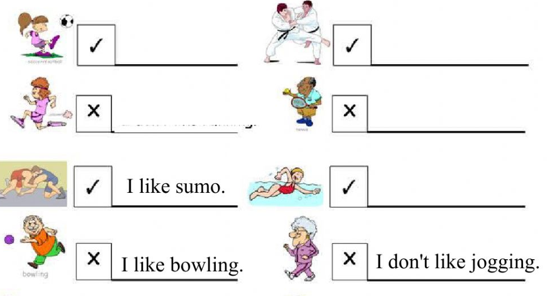 I like sumo.
bowling
I like bowling.
I don't like jogging.